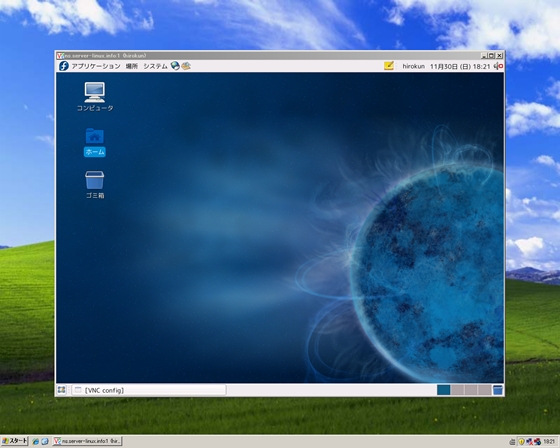 ns.server-linux.info:1 (hirokun)
アプリケーション 場所 システム hirokun 11月30日 (日) 18:21
コンピュータ
ホーム
ゴミ箱
[VNC config]
スタート ns.server-linux.info:1 (hir... 18:21